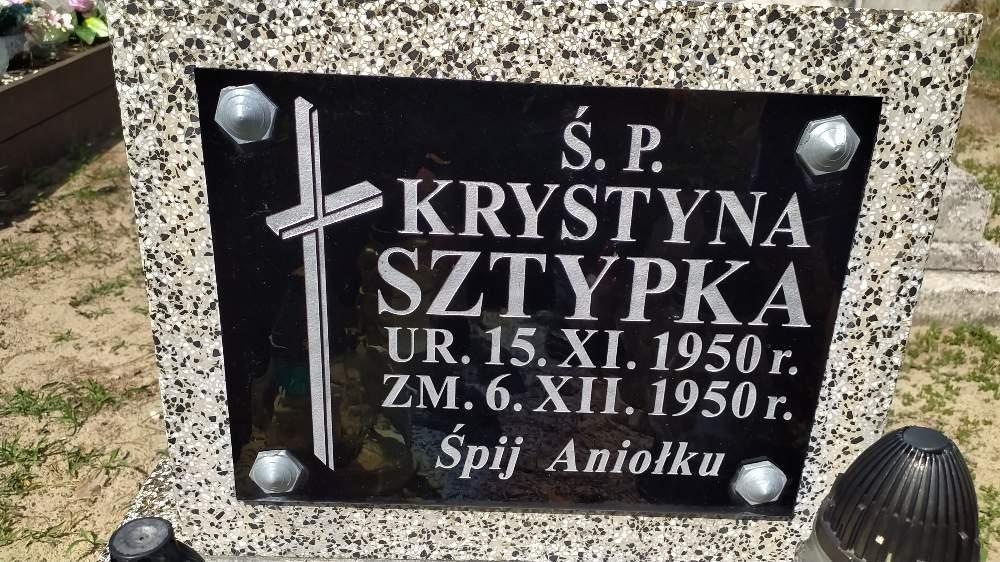 Ś. P.
KRYSTYNA
SZTYPKA
UR. 15. XI. 1950 r.
ZM. 6. XII. 1950 r.
Śpij Aniołku